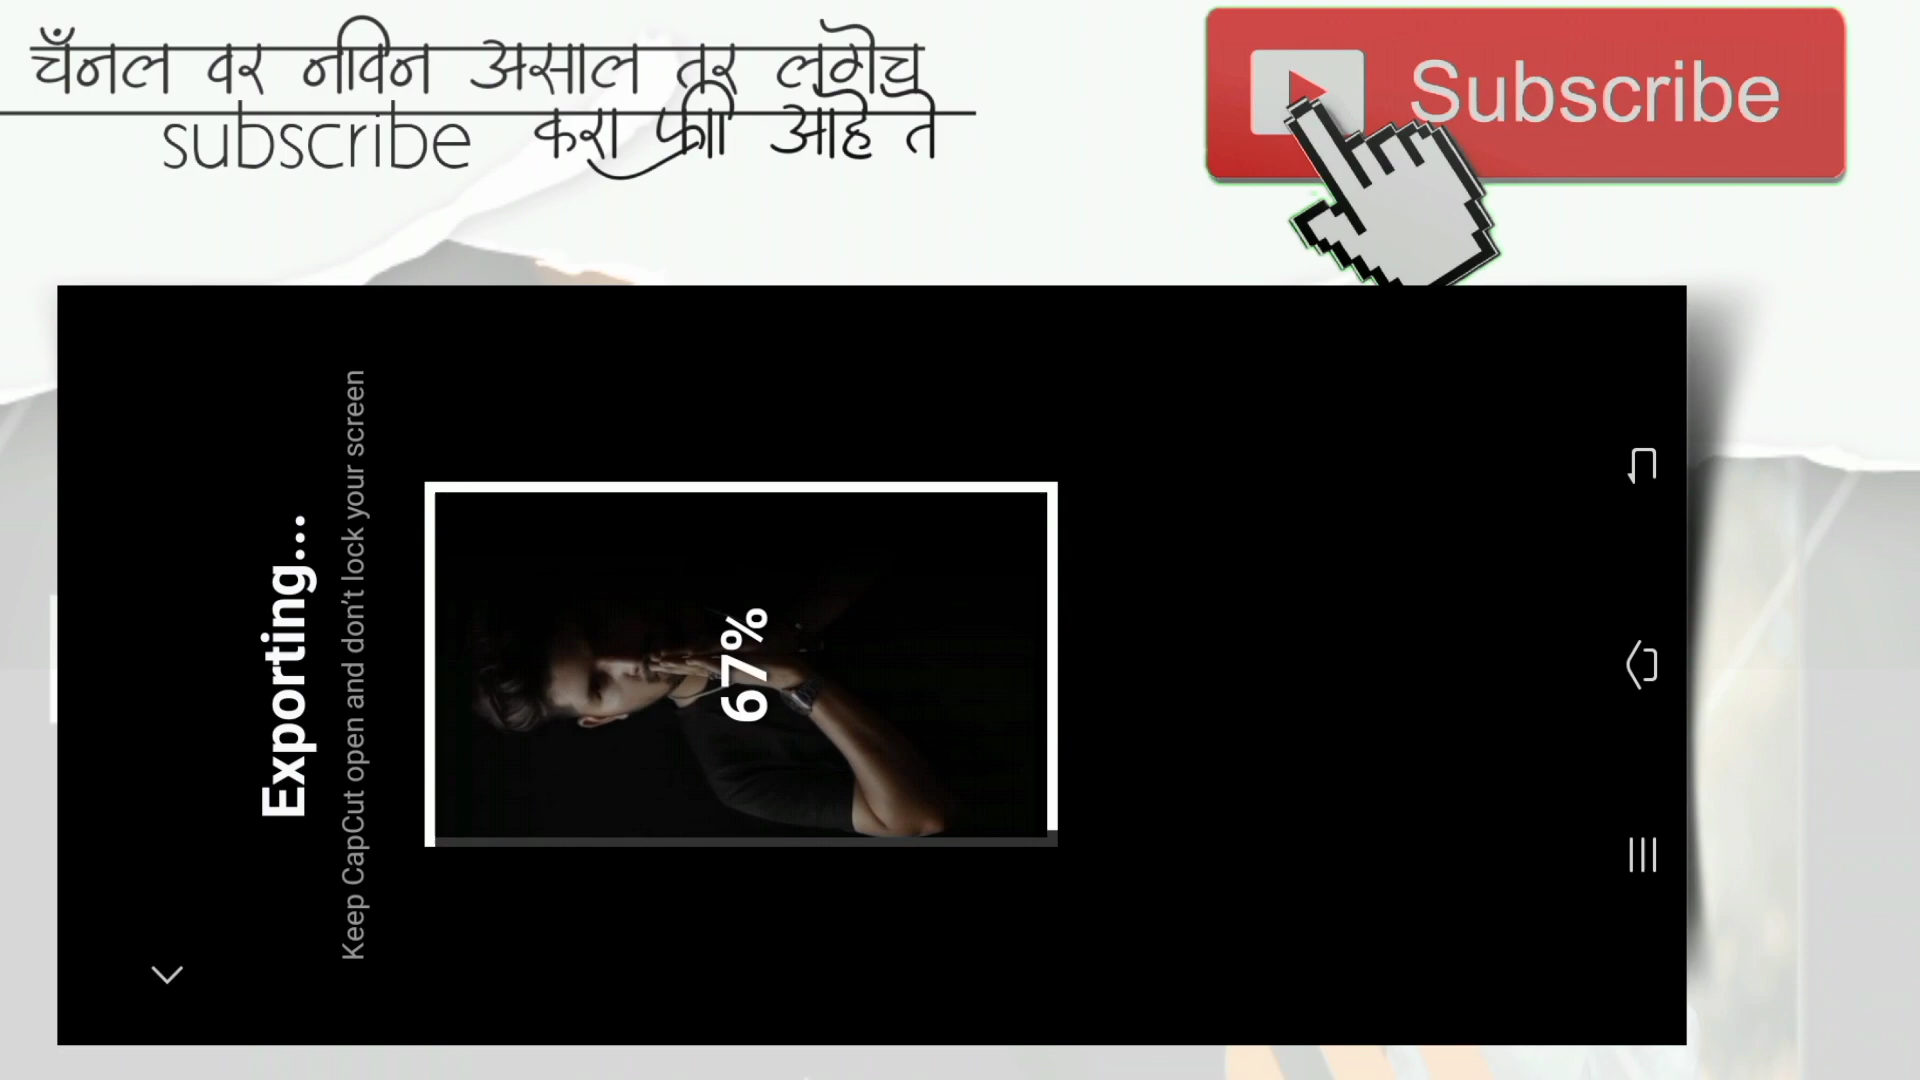 चॅंनल वर नविन असाल तर लगेच
subscribe करा फ्री आहे ते
Subscribe
Exporting...
Keep CapCut open and don't lock your screen
67%